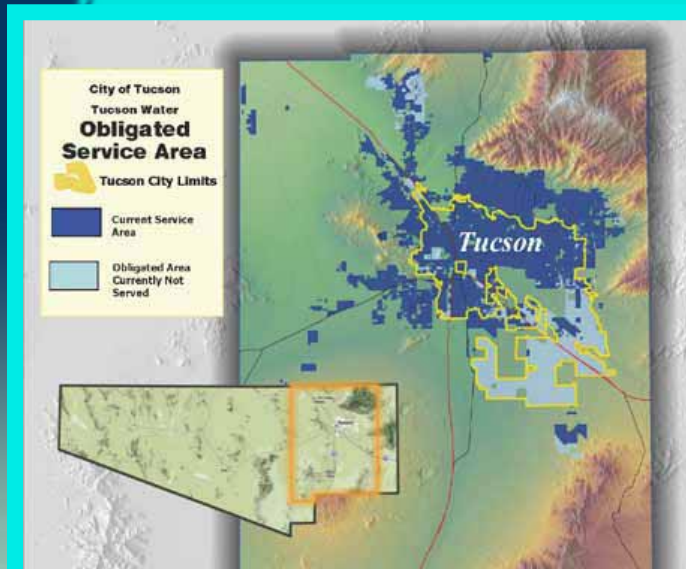 City of Tucson
Tucson Water
Obligated
Service Area
Tucson City Limits
Current Service
Area
Obligated Area
Currently Not
Served
Tucson